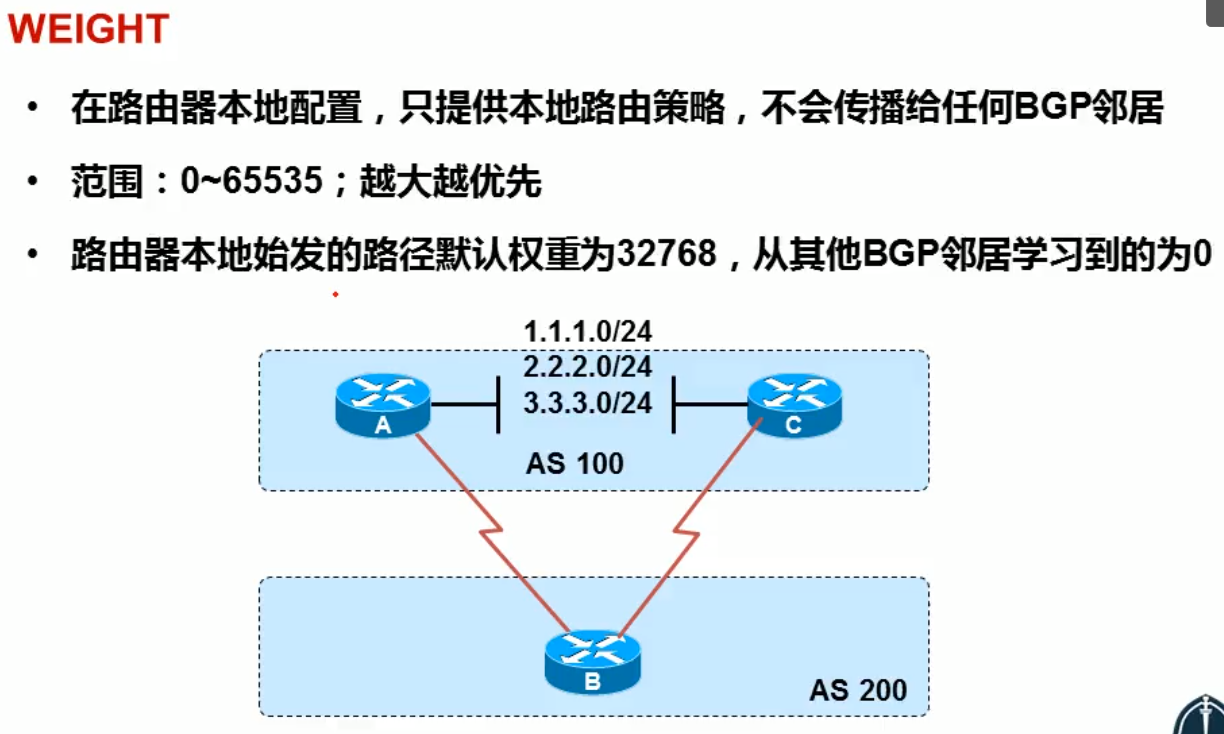 WEIGHT
• 在路由器本地配置，只提供本地路由策略，不会传播给任何BGP邻居
• 范围：0~65535；越大越优先
• 路由器本地始发的路径默认权重为32768，从其他BGP邻居学习到的为0
1.1.1.0/24
2.2.2.0/24
3.3.3.0/24
A
C
AS 100
B
AS 200